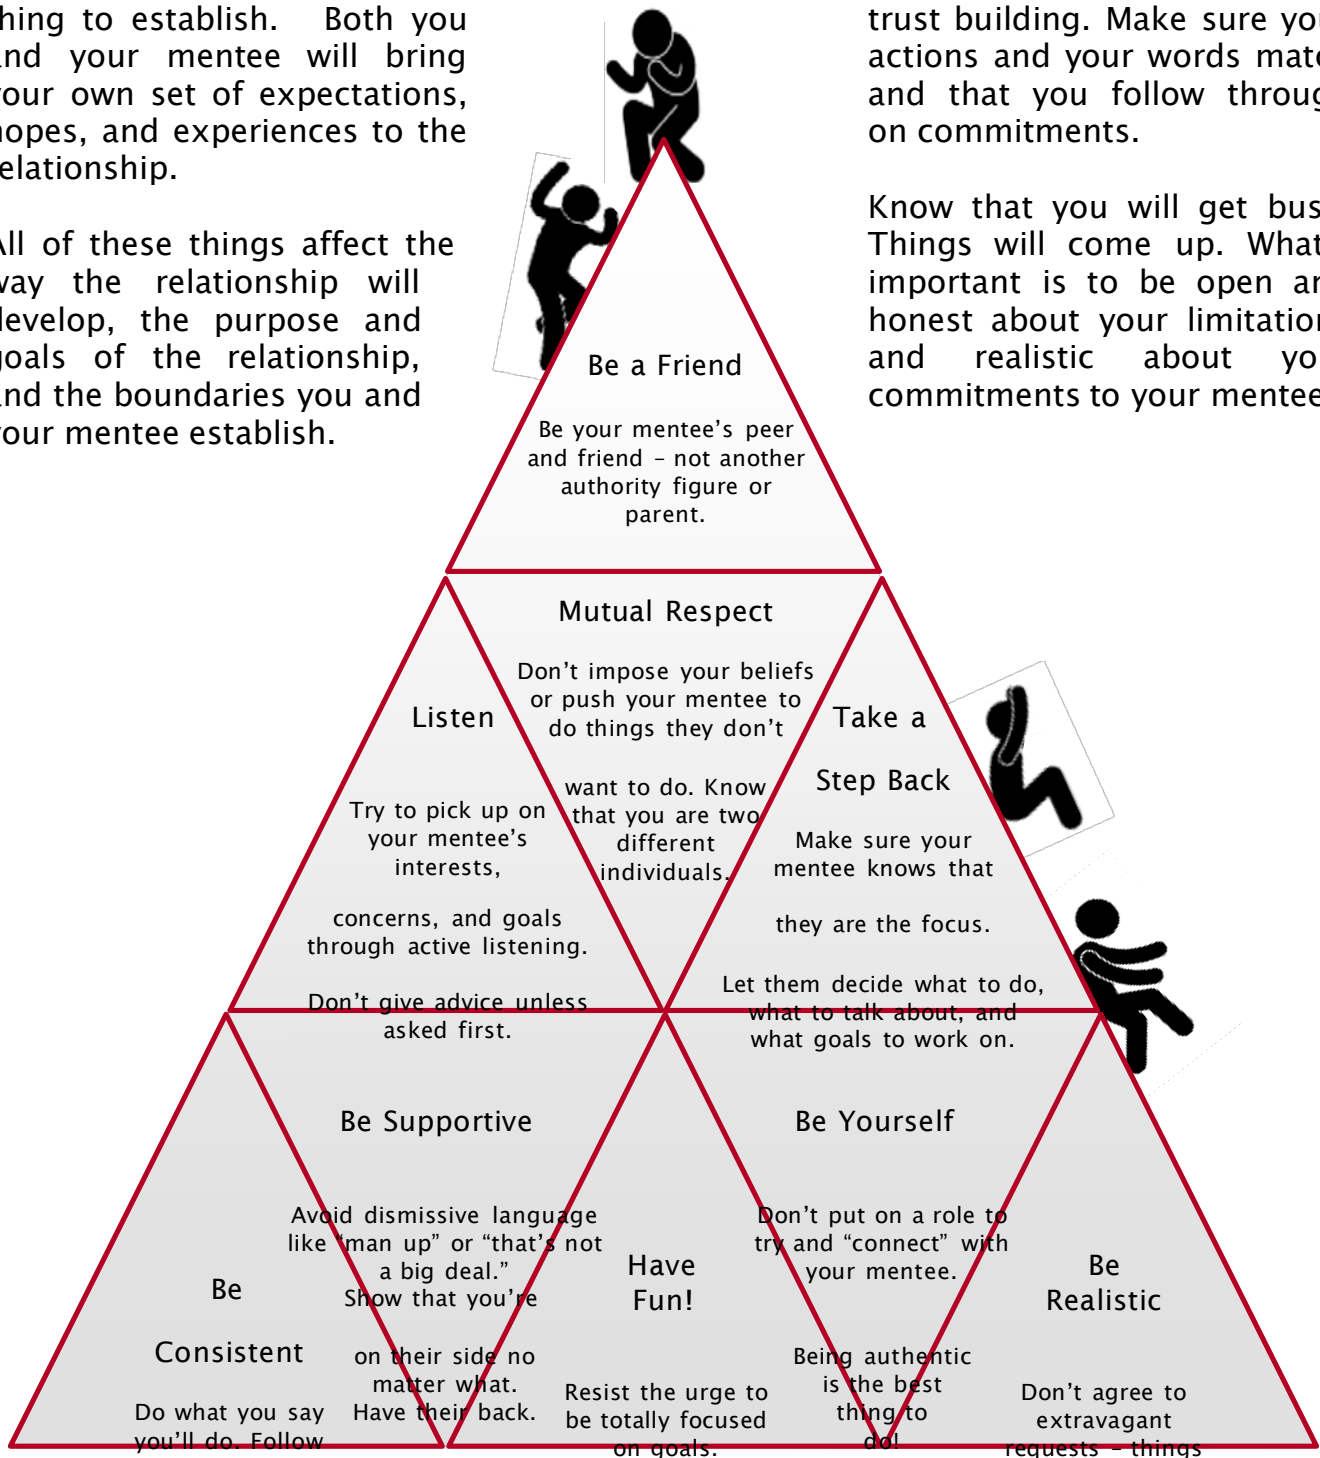 thing to establish. Both you
and your mentee will bring
your own set of expectations,
hopes, and experiences to the
relationship.
All of these things affect the
way the relationship will
develop, the purpose and
goals of the relationship,
and the boundaries you and
your mentee establish.
trust building. Make sure you
actions and your words matc
and that you follow throug
on commitments.
Know that you will get bus
Things will come up. What
important is to be open an
honest about your limitation
and realistic about yo
commitments to your mentee
Be a Friend
Be your mentee’s peer
and friend – not another
authority figure or
parent.
Mutual Respect
Don’t impose your beliefs
or push your mentee to
do things they don’t
want to do. Know
that you are two
different
individuals.
Listen
Try to pick up on
your mentee’s
interests,
concerns, and goals
through active listening.
Don’t give advice unless
asked first.
Take a
Step Back
Make sure your
mentee knows that
they are the focus.
Let them decide what to do,
what to talk about, and
what goals to work on.
Be
Consistent
Do what you say
you’ll do. Follow
Be Supportive
Avoid dismissive language
like “man up” or “that’s not
a big deal.”
Show that you’re
on their side no
matter what.
Have their back.
Have
Fun!
Resist the urge to
be totally focused
on goals.
Be Yourself
Don’t put on a role to
try and “connect” with
your mentee.
Being authentic
is the best
thing to
do!
Be
Realistic
Don’t agree to
extravagant
requests – things